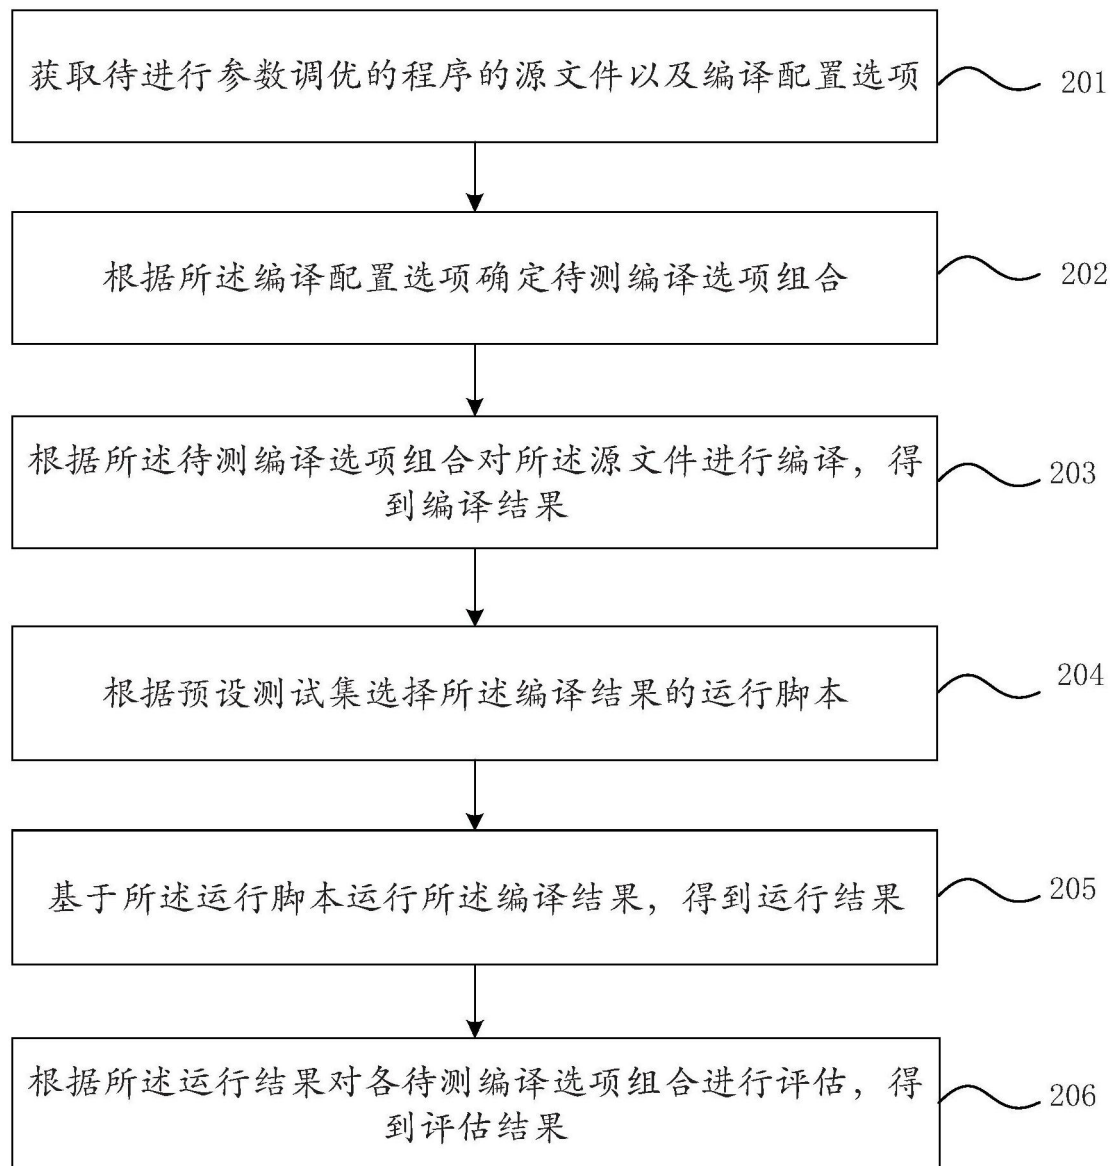 获取待进行参数调优的程序的源文件以及编译配置选项
201
根据所述编译配置选项确定待测编译选项组合
202
根据所述待测编译选项组合对所述源文件进行编译，得
到编译结果
203
根据预设测试集选择所述编译结果的运行脚本
204
基于所述运行脚本运行所述编译结果，得到运行结果
205
根据所述运行结果对各待测编译选项组合进行评估，得
到评估结果
206